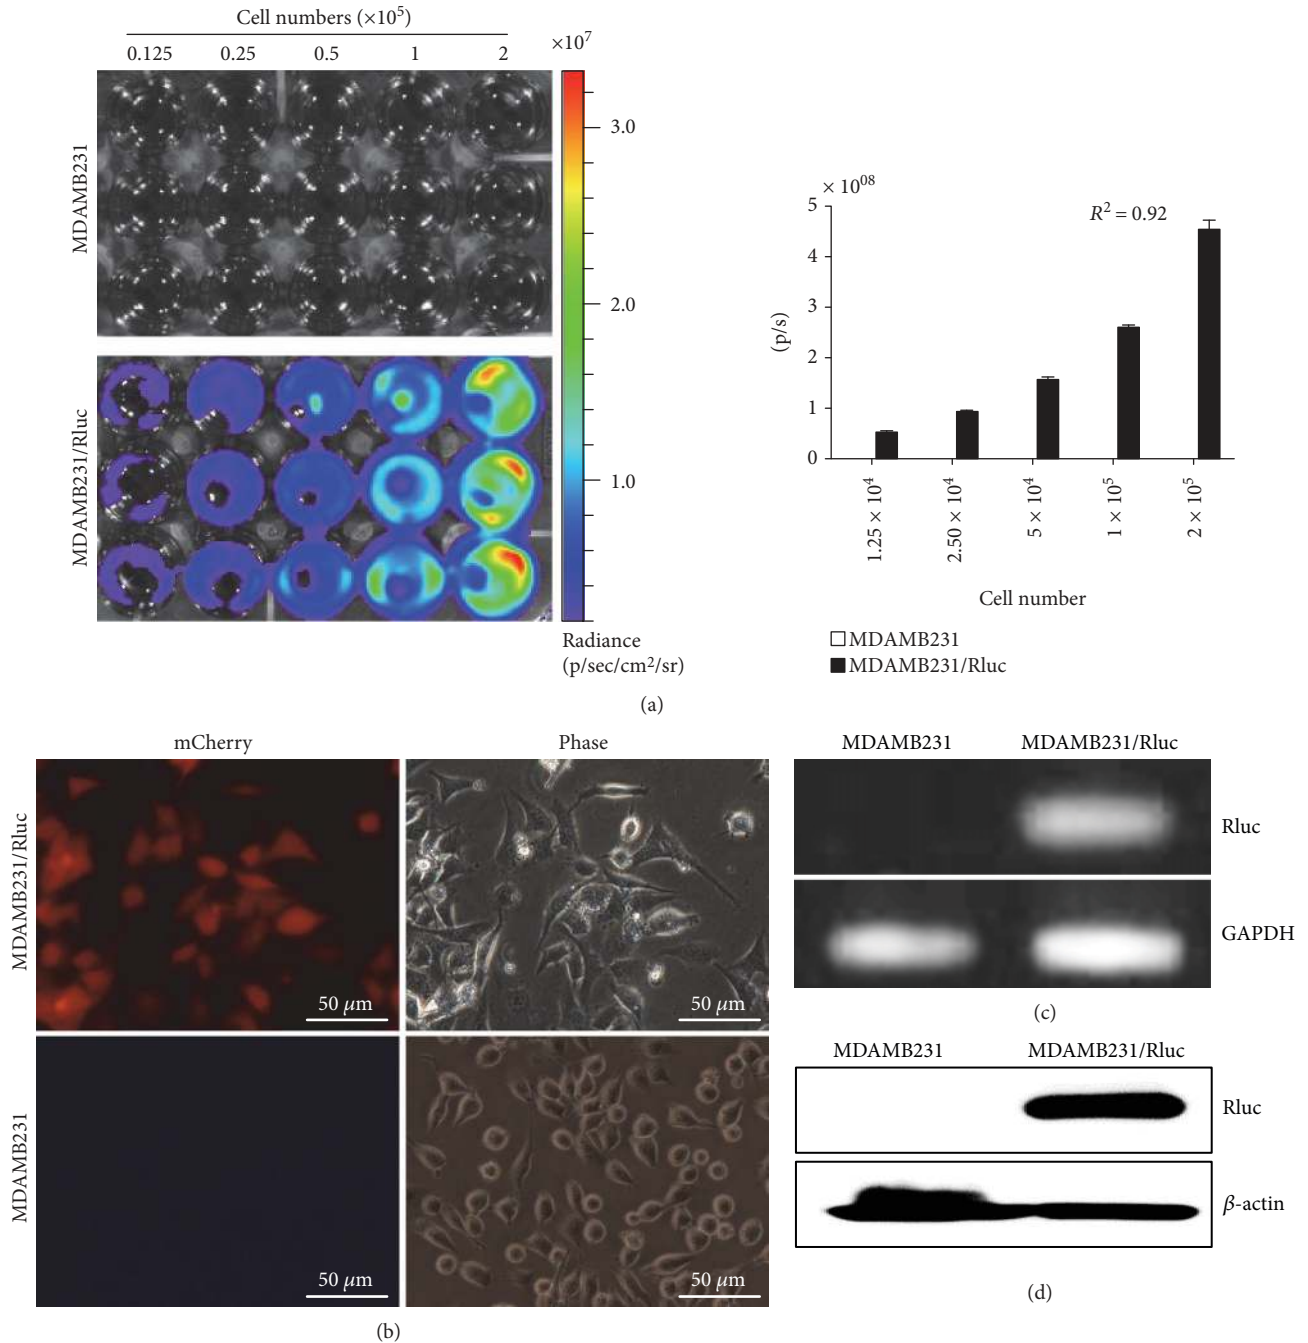 Cell numbers (×10⁵)
0.125 0.25 0.5 1 2
×10⁷
MDAMB231
MDAMB231/Rluc
3.0
2.0
1.0
Radiance
(p/sec/cm²/sr)
× 10⁰⁸
5
4
3
2
1
0
(p/s)
R² = 0.92
1.25 × 10⁴
2.50 × 10⁴
5 × 10⁴
1 × 10⁵
2 × 10⁵
Cell number
MDAMB231
MDAMB231/Rluc
(a)
mCherry Phase
MDAMB231/Rluc
50 μm 50 μm
MDAMB231
50 μm 50 μm
(b)
MDAMB231 MDAMB231/Rluc
Rluc
GAPDH
(c)
MDAMB231 MDAMB231/Rluc
Rluc
β-actin
(d)